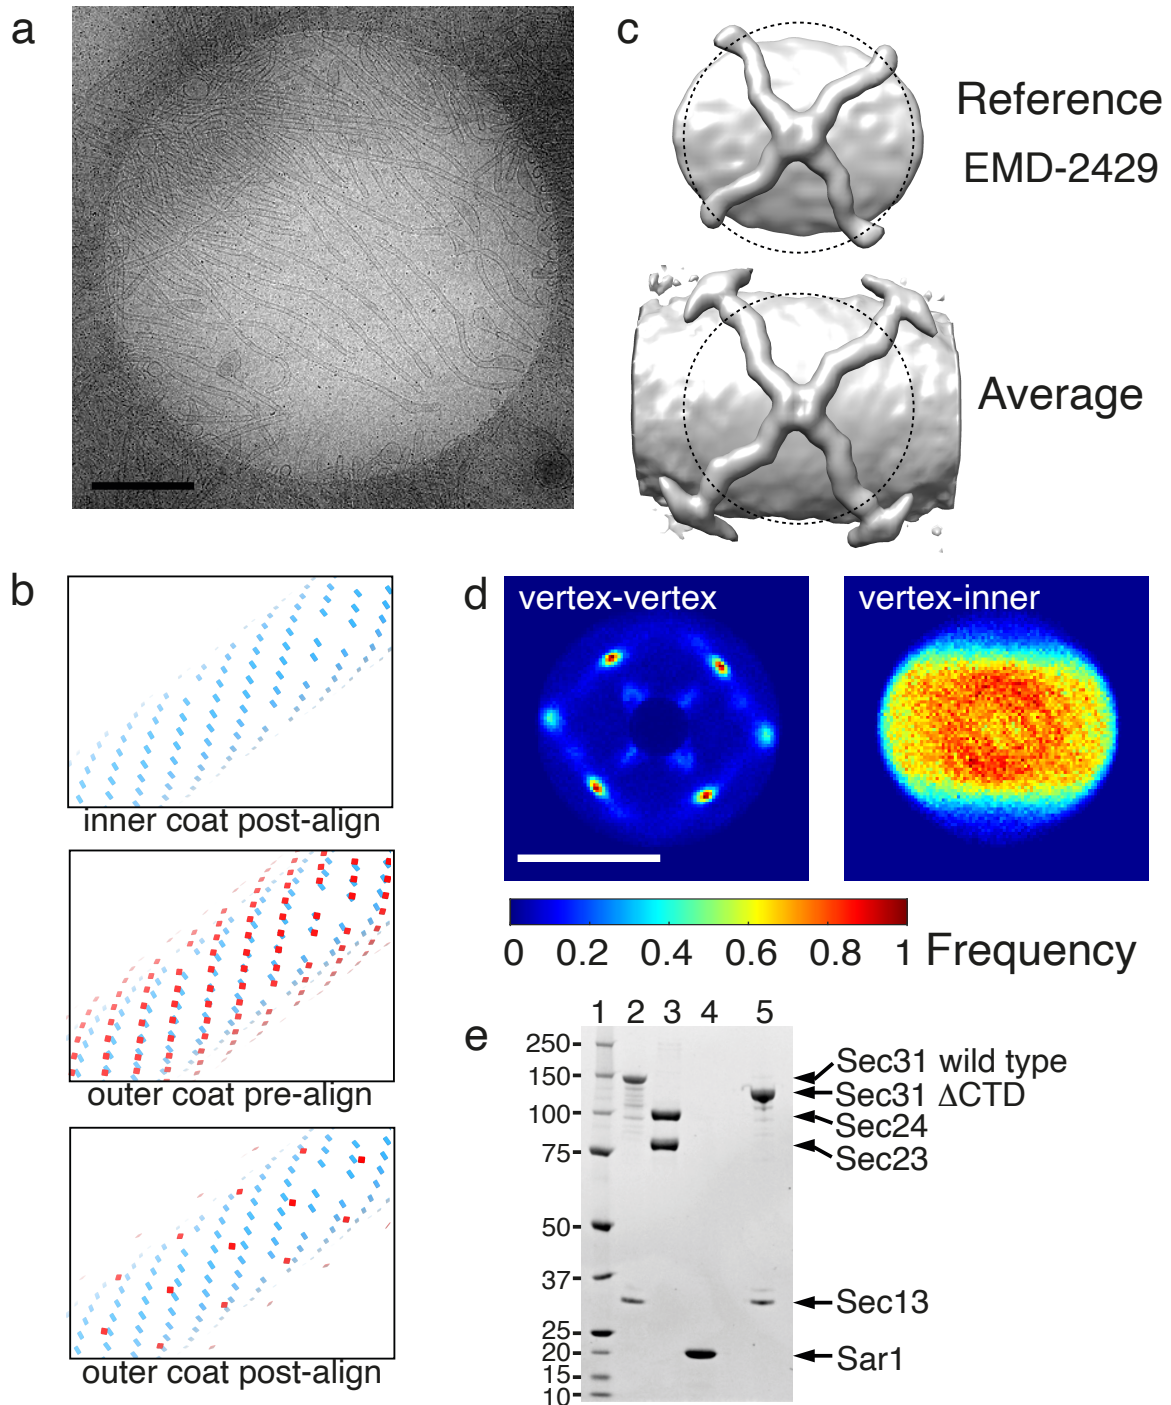 a
c
Reference
EMD-2429
Average
b
inner coat post-align
outer coat pre-align
outer coat post-align
d
vertex-vertex
vertex-inner
0 0.2 0.4 0.6 0.8 1 Frequency
e
1 2 3 4 5
250
150
100
75
50
37
25
20
15
10
Sec31 wild type
Sec31 ΔCTD
Sec24
Sec23
Sec13
Sar1